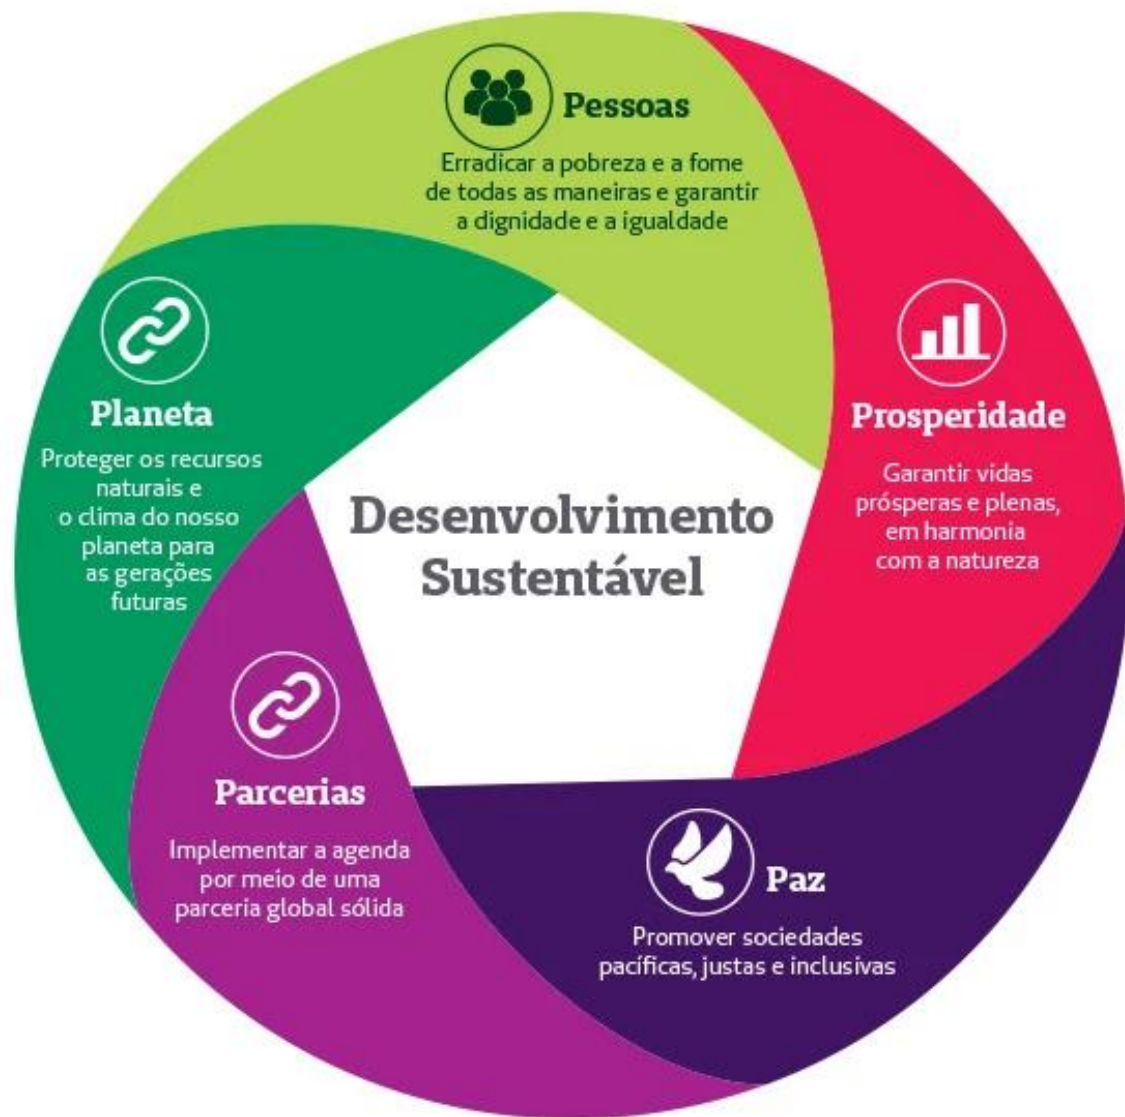 Pessoas
Erradicar a pobreza e a fome
de todas as maneiras e garantir
a dignidade e a igualdade
Prosperidade
Garantir vidas
prósperas e plenas,
em harmonia
com a natureza
Paz
Promover sociedades
pacíficas, justas e inclusivas
Parcerias
Implementar a agenda
por meio de uma
parceria global sólida
Planeta
Proteger os recursos
naturais e
o clima do nosso
planeta para
as gerações
futuras
Desenvolvimento
Sustentável